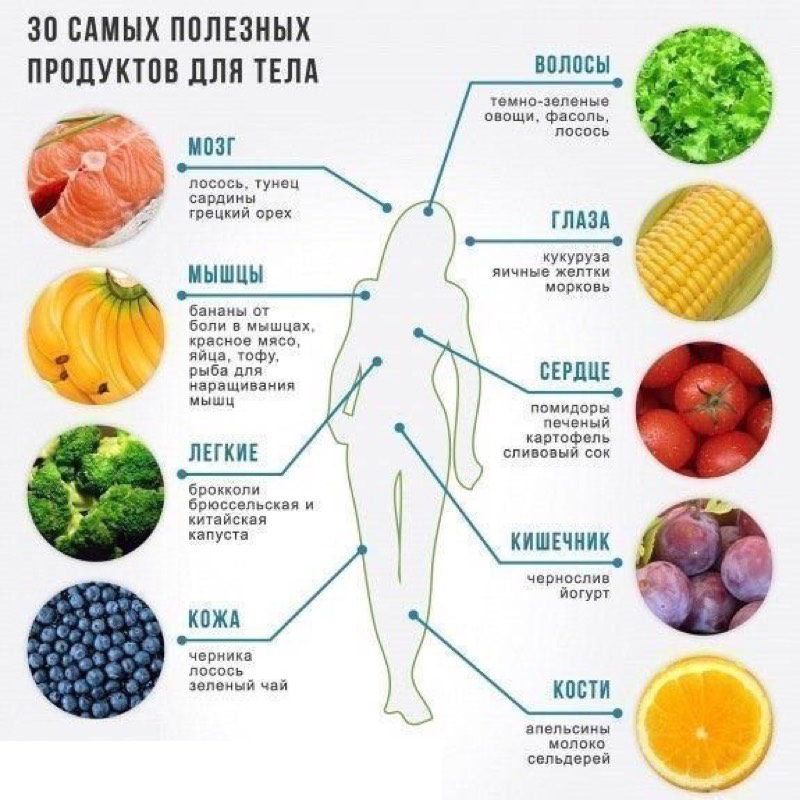 30 САМЫХ ПОЛЕЗНЫХ
ПРОДУКТОВ ДЛЯ ТЕЛА
МОЗГ
лосось, тунец
сардины
грецкий орех
МЫШЦЫ
бананы от
боли в мышцах,
красное мясо,
яйца, тофу,
рыба для
наращивания
мышц
ЛЕГКИЕ
брокколи
брюссельская и
китайская
капуста
КОЖА
черника
лосось
зеленый чай
ВОЛОСЫ
темно-зеленые
овощи, фасоль,
лосось
ГЛАЗА
кукуруза
яичные желтки
морковь
СЕРДЦЕ
помидоры
печеный
картофель
сливовый сок
КИШЕЧНИК
чернослив
йогурт
КОСТИ
апельсины
молоко
сельдерей